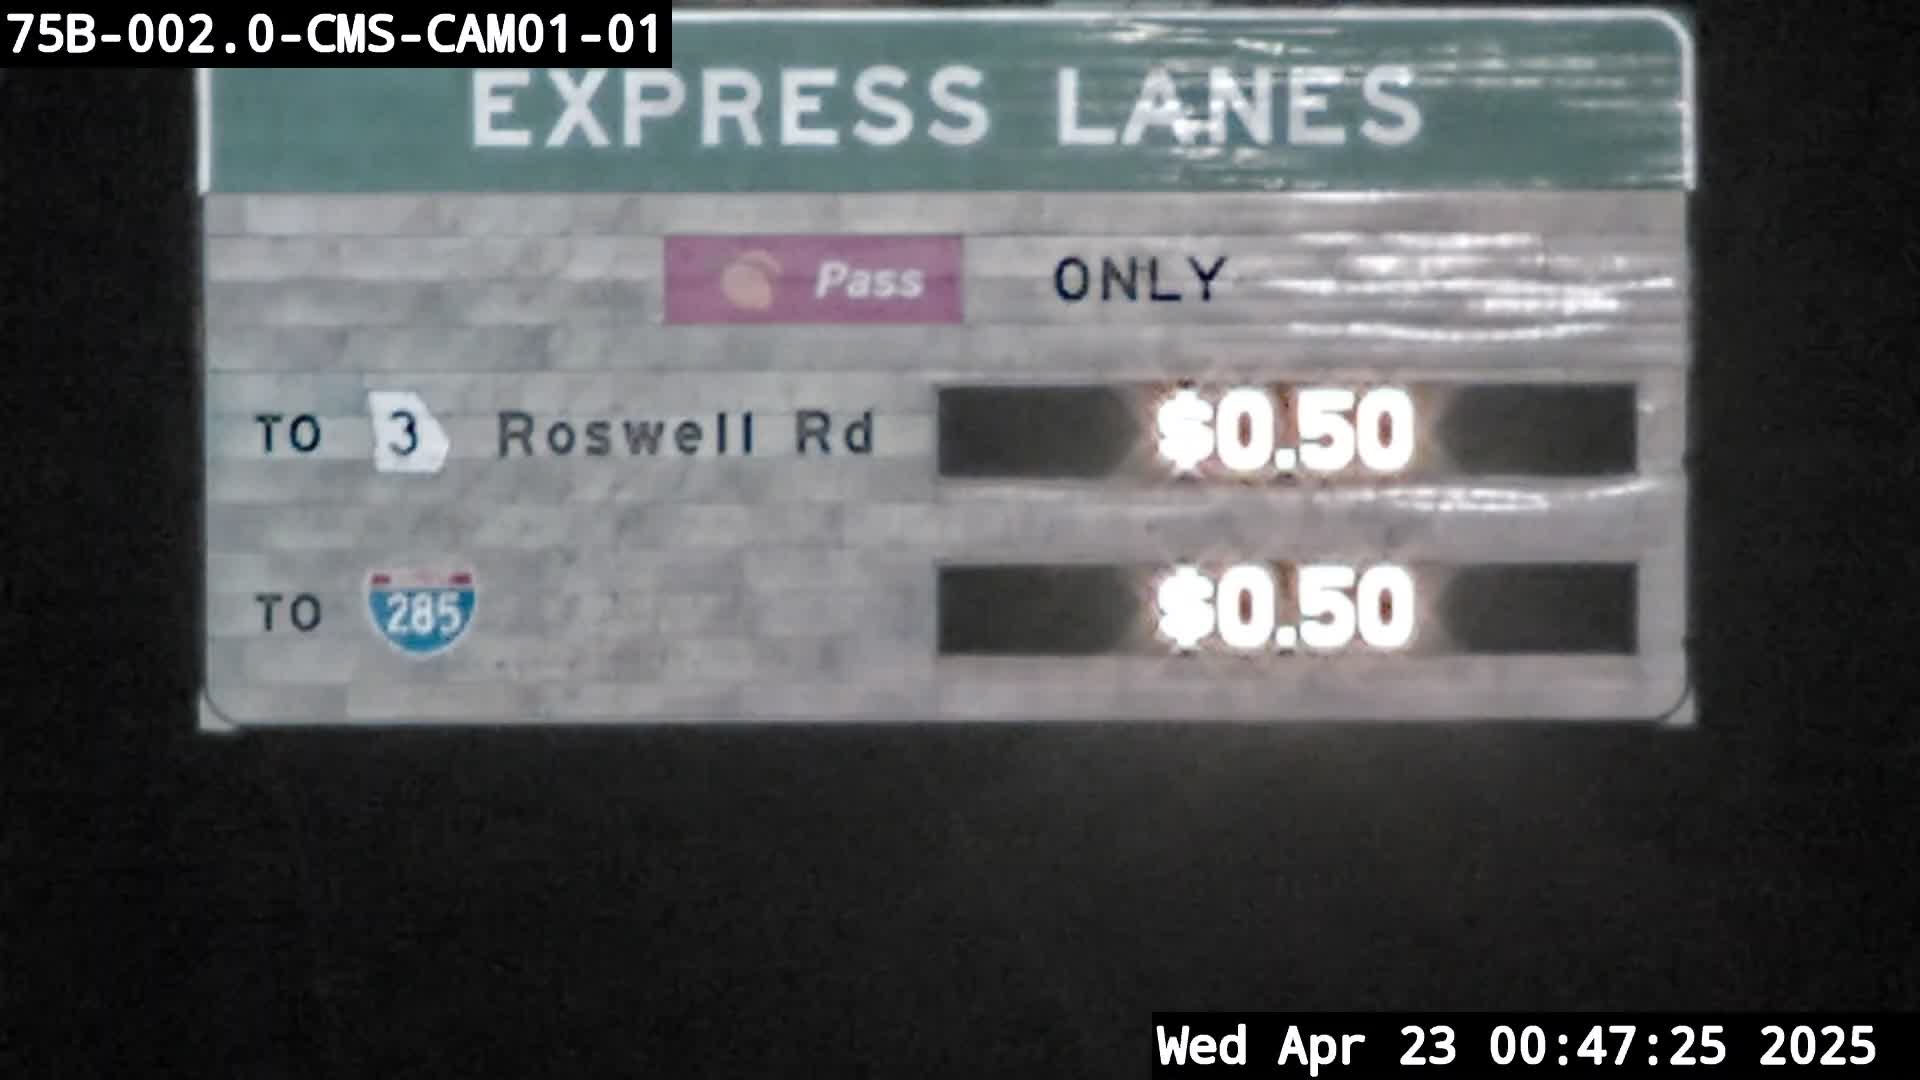 75B-002.0-CMS-CAM01-01
EXPRESS LANES
Pass ONLY
TO 3 Roswell Rd $0.50
TO 285 $0.50
Wed Apr 23 00:47:25 2025